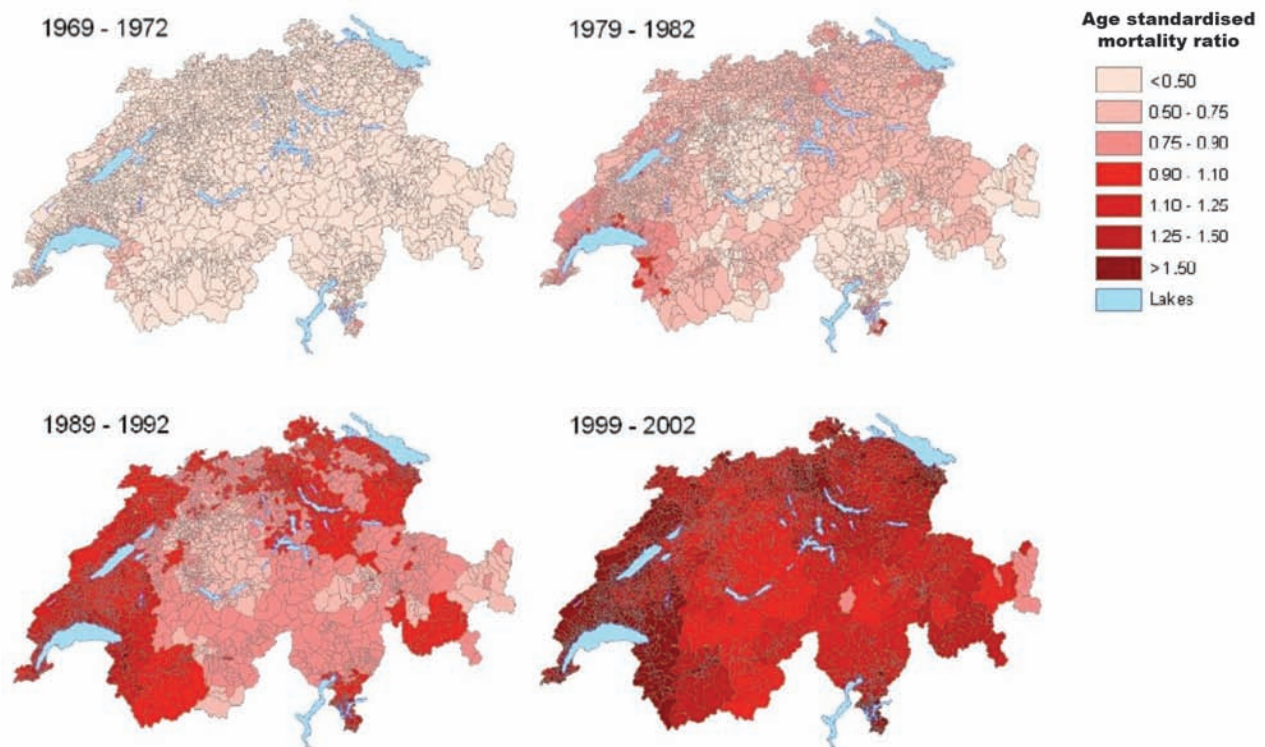 1969 - 1972
1979 - 1982
Age standardised
mortality ratio
<0.50
0.50 - 0.75
0.75 - 0.90
0.90 - 1.10
1.10 - 1.25
1.25 - 1.50
>1.50
Lakes
1989 - 1992
1999 - 2002